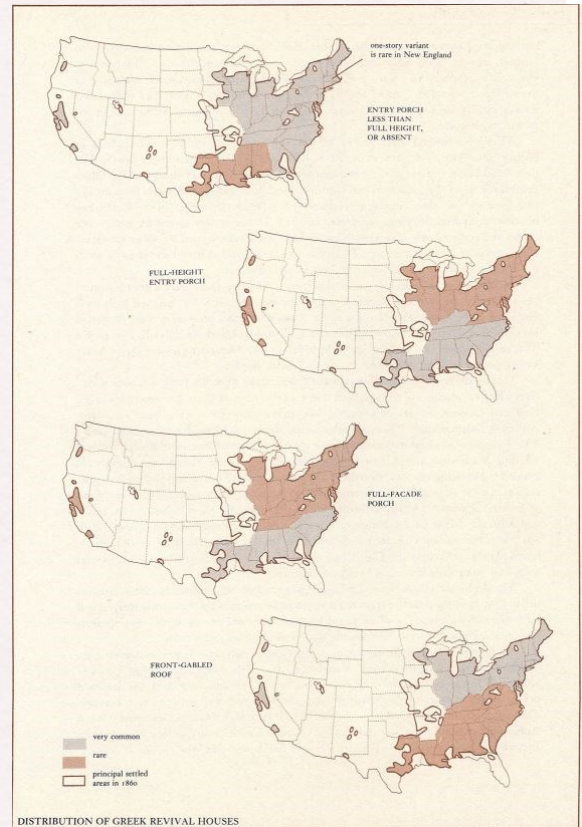 one-story variant
is rare in New England
ENTRY PORCH
LESS THAN
FULL HEIGHT,
OR ABSENT
FULL-HEIGHT
ENTRY PORCH
FULL-FACADE
PORCH
FRONT-GABLED
ROOF
very common
rare
principal settled
areas in 1860
DISTRIBUTION OF GREEK REVIVAL HOUSES